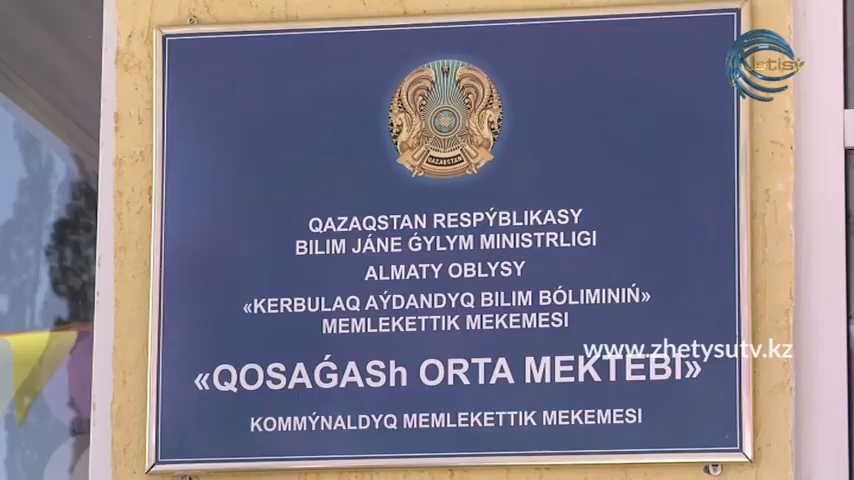 Jetisý
QAZAQSTAN
QAZAQSTAN RESPÝBLIKASY
BILIM JÁNE ǴYLYM MINISTRLIGI
ALMATY OBLYSY
«KERBULAQ AÝDANDYQ BILIM BÓLIMINIŃ»
MEMLEKETTIK MEKEMESI
www.zhetysutv.kz
«QOSAǴASh ORTA MEKTEBI»
KOMMÝNALDYQ MEMLEKETTIK MEKEMESI